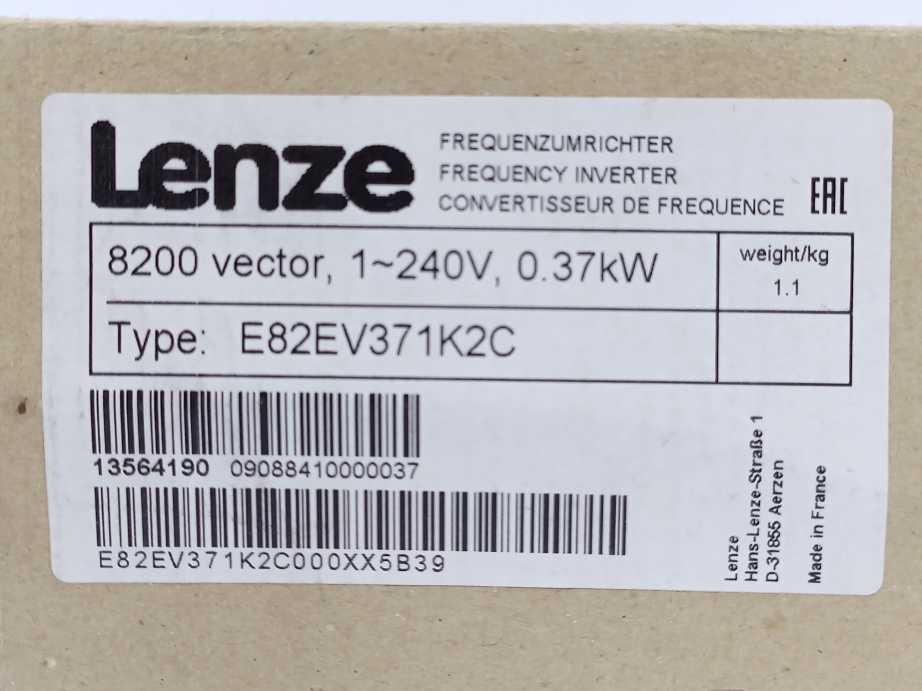 Lenze
FREQUENZUMRICHTER
FREQUENCY INVERTER
CONVERTISSEUR DE FREQUENCE
EAC
8200 vector, 1~240V, 0.37kW
weight/kg
1.1
Type: E82EV371K2C
13564190 09088410000037
E82EV371K2C000XX5B39
Lenze
Hans-Lenze-Straße 1
D-31855 Aerzen
Made in France